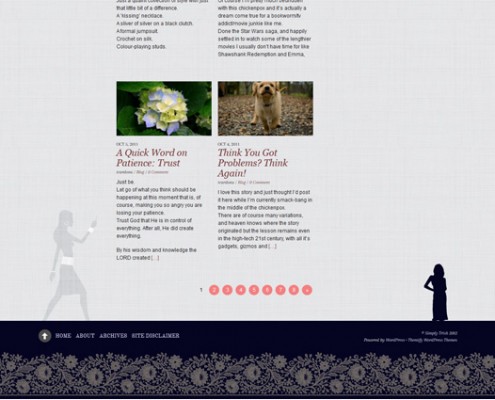 Just a quaint collection of style with just
that little bit of a difference.
A 'kissing' necklace.
A sliver of silver on a black clutch.
A formal jumpsuit.
Crochet on silk.
Colour-playing studs.
Of course I'm pretty much bedridden
with this chickenpox and it's actually a
dream come true for a bookworm/tv
addict/movie junkie like me.
Done the Star Wars saga, and happily
settled in to watch some of the lengthier
movies I usually don't have time for like
Shawshank Redemption and Emma,
OCT 5, 2011
A Quick Word on
Patience: Trust
Blog | 0 Comment
Just be.
Let go of what you think should be
happening at this moment that is, of
course, making you so angry you are
losing your patience.
Trust God that He is in control of
everything. After all, He did create
everything.
By his wisdom and knowledge the
LORD created [...]
OCT 4, 2011
Think You Got
Problems? Think
Again!
Blog | 0 Comment
I love this story and just thought I'd post
it here while I'm currently smack bang in
the middle of the chickenpox.
There are of course many variations,
and heaven knows where the story
originated but the lesson remains even
in the high-tech 21st century, with all it's
gadgets, gizmos and [...]
1 2 3 4 5 6 7 8 »
HOME ABOUT ARCHIVES SITE DISCLAIMER
© Simply Trish 2012
Powered by WordPress · Themify WordPress Themes